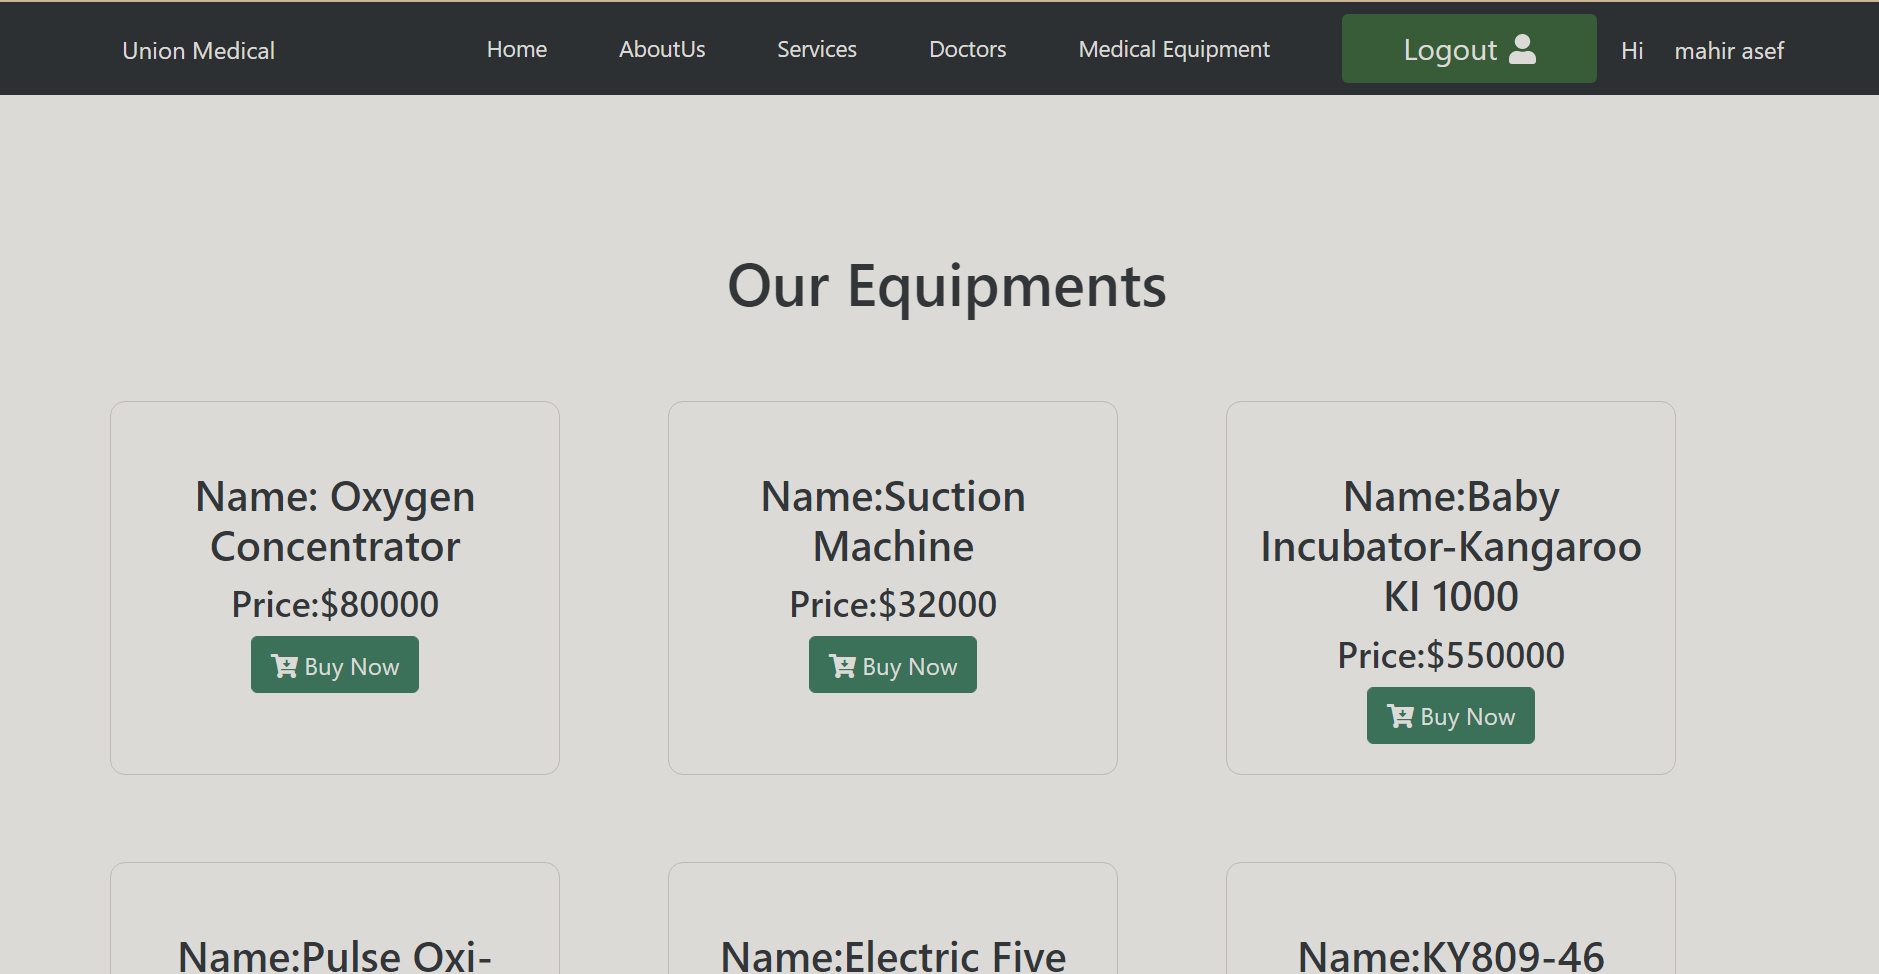 Union Medical Home AboutUs Services Doctors Medical Equipment Logout Hi mahir asef
Our Equipments
Name: Oxygen
Concentrator
Price:$80000
Buy Now
Name:Suction
Machine
Price:$32000
Buy Now
Name:Baby
Incubator-Kangaroo
KI 1000
Price:$550000
Buy Now
Name:Pulse Oxi-
Name:Electric Five
Name:KY809-46